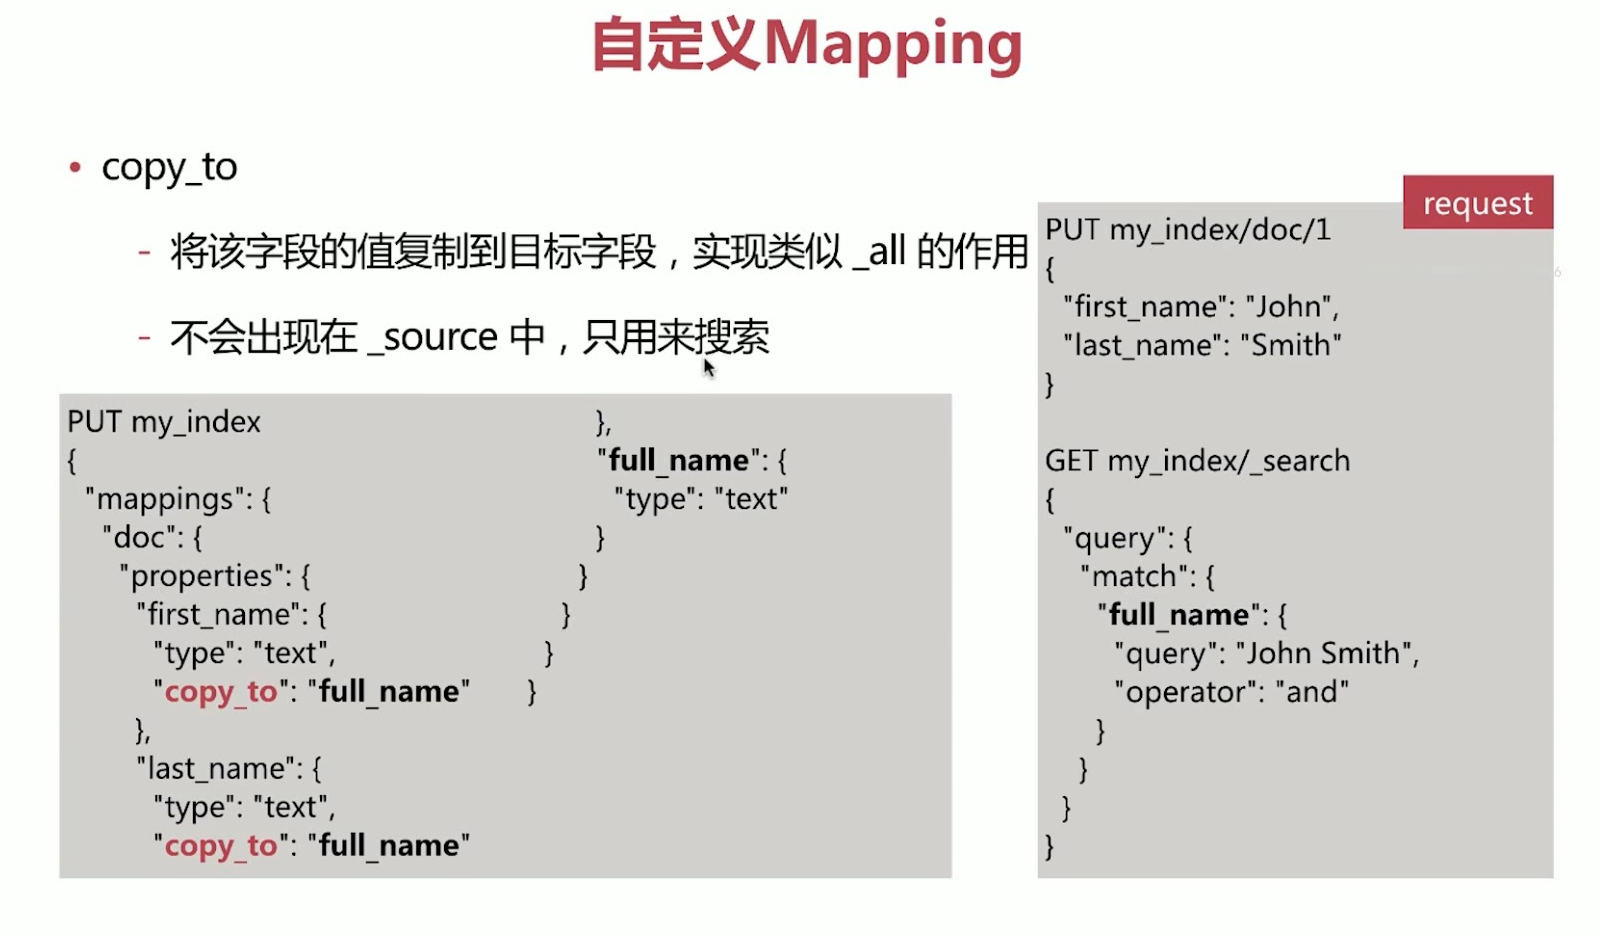 自定义Mapping
• copy_to
- 将该字段的值复制到目标字段，实现类似 _all 的作用
- 不会出现在 _source 中，只用来搜索
PUT my_index
{
"mappings": {
"doc": {
"properties": {
"first_name": {
"type": "text",
"copy_to": "full_name"
},
"last_name": {
"type": "text",
"copy_to": "full_name"
},
"full_name": {
"type": "text"
}
}
}
}
}
request
PUT my_index/doc/1
{
"first_name": "John",
"last_name": "Smith"
}
GET my_index/_search
{
"query": {
"match": {
"full_name": {
"query": "John Smith",
"operator": "and"
}
}
}
}